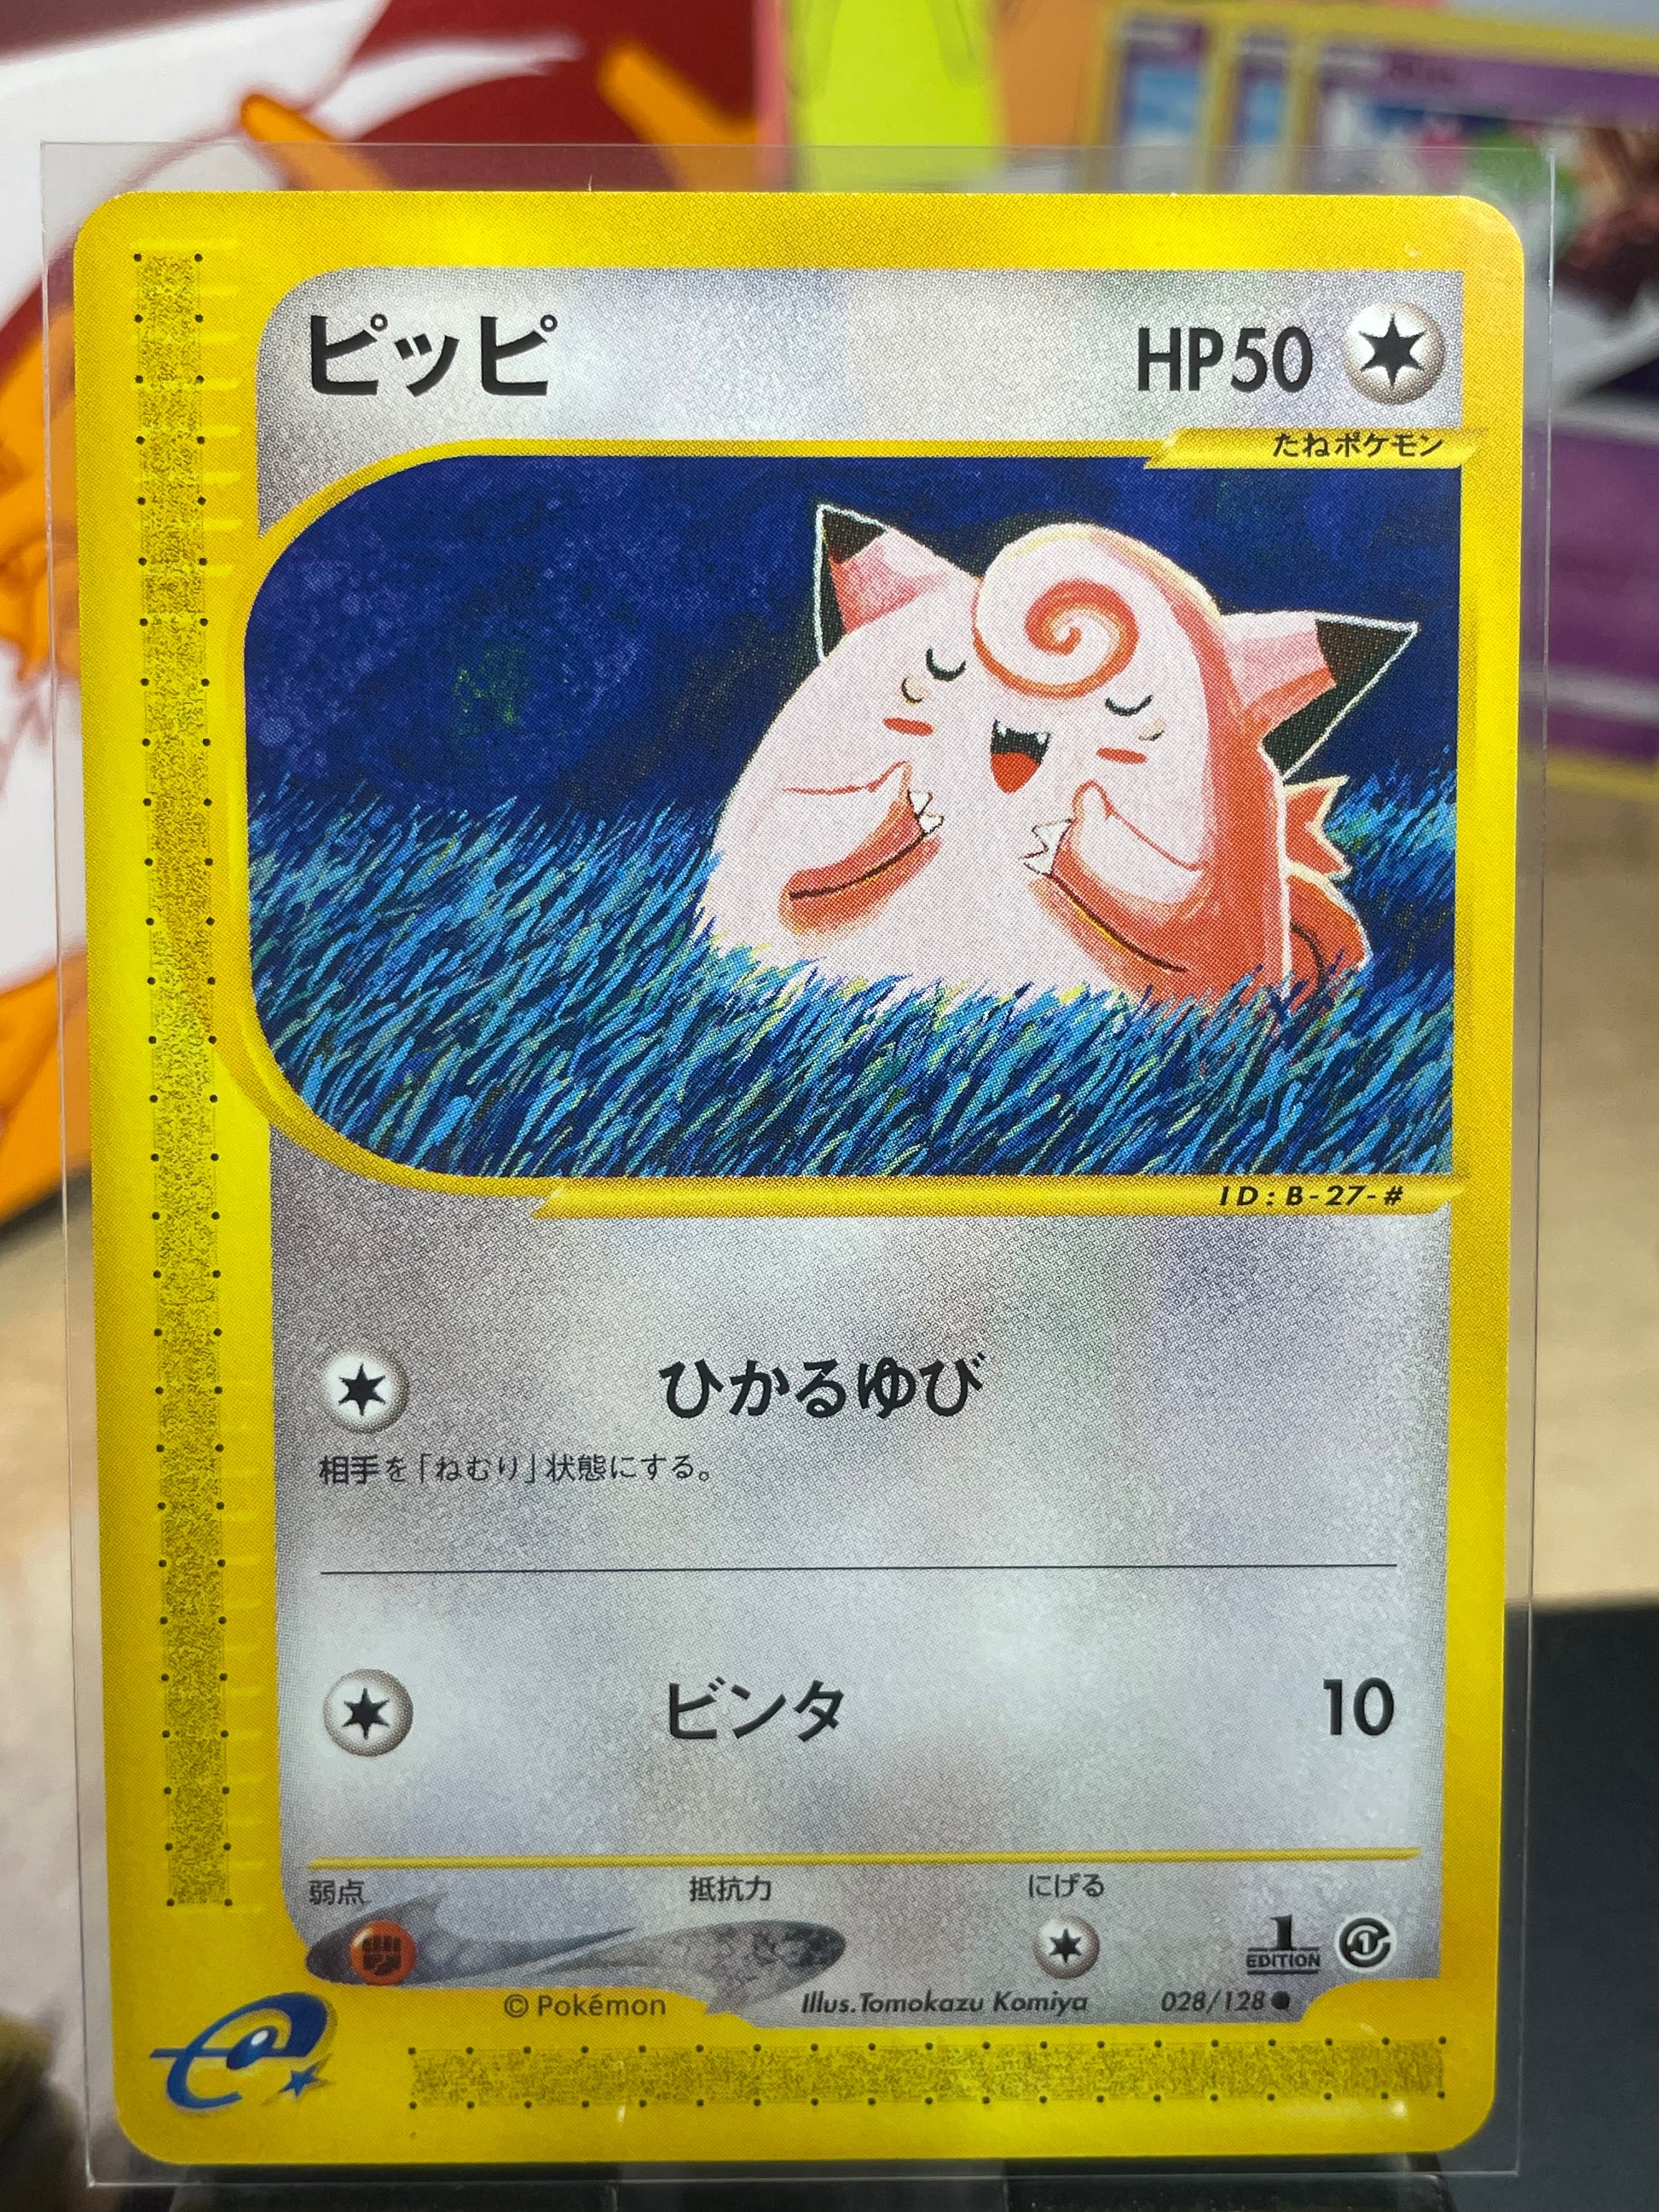 ピッピ
HP50
たねポケモン
ID:B-27-#
ひかるゆび
相手を「ねむり」状態にする。
ビンタ 10
弱点 抵抗力 にげる
1
EDITION
© Pokémon Illus.Tomokazu Komiya 028/128●